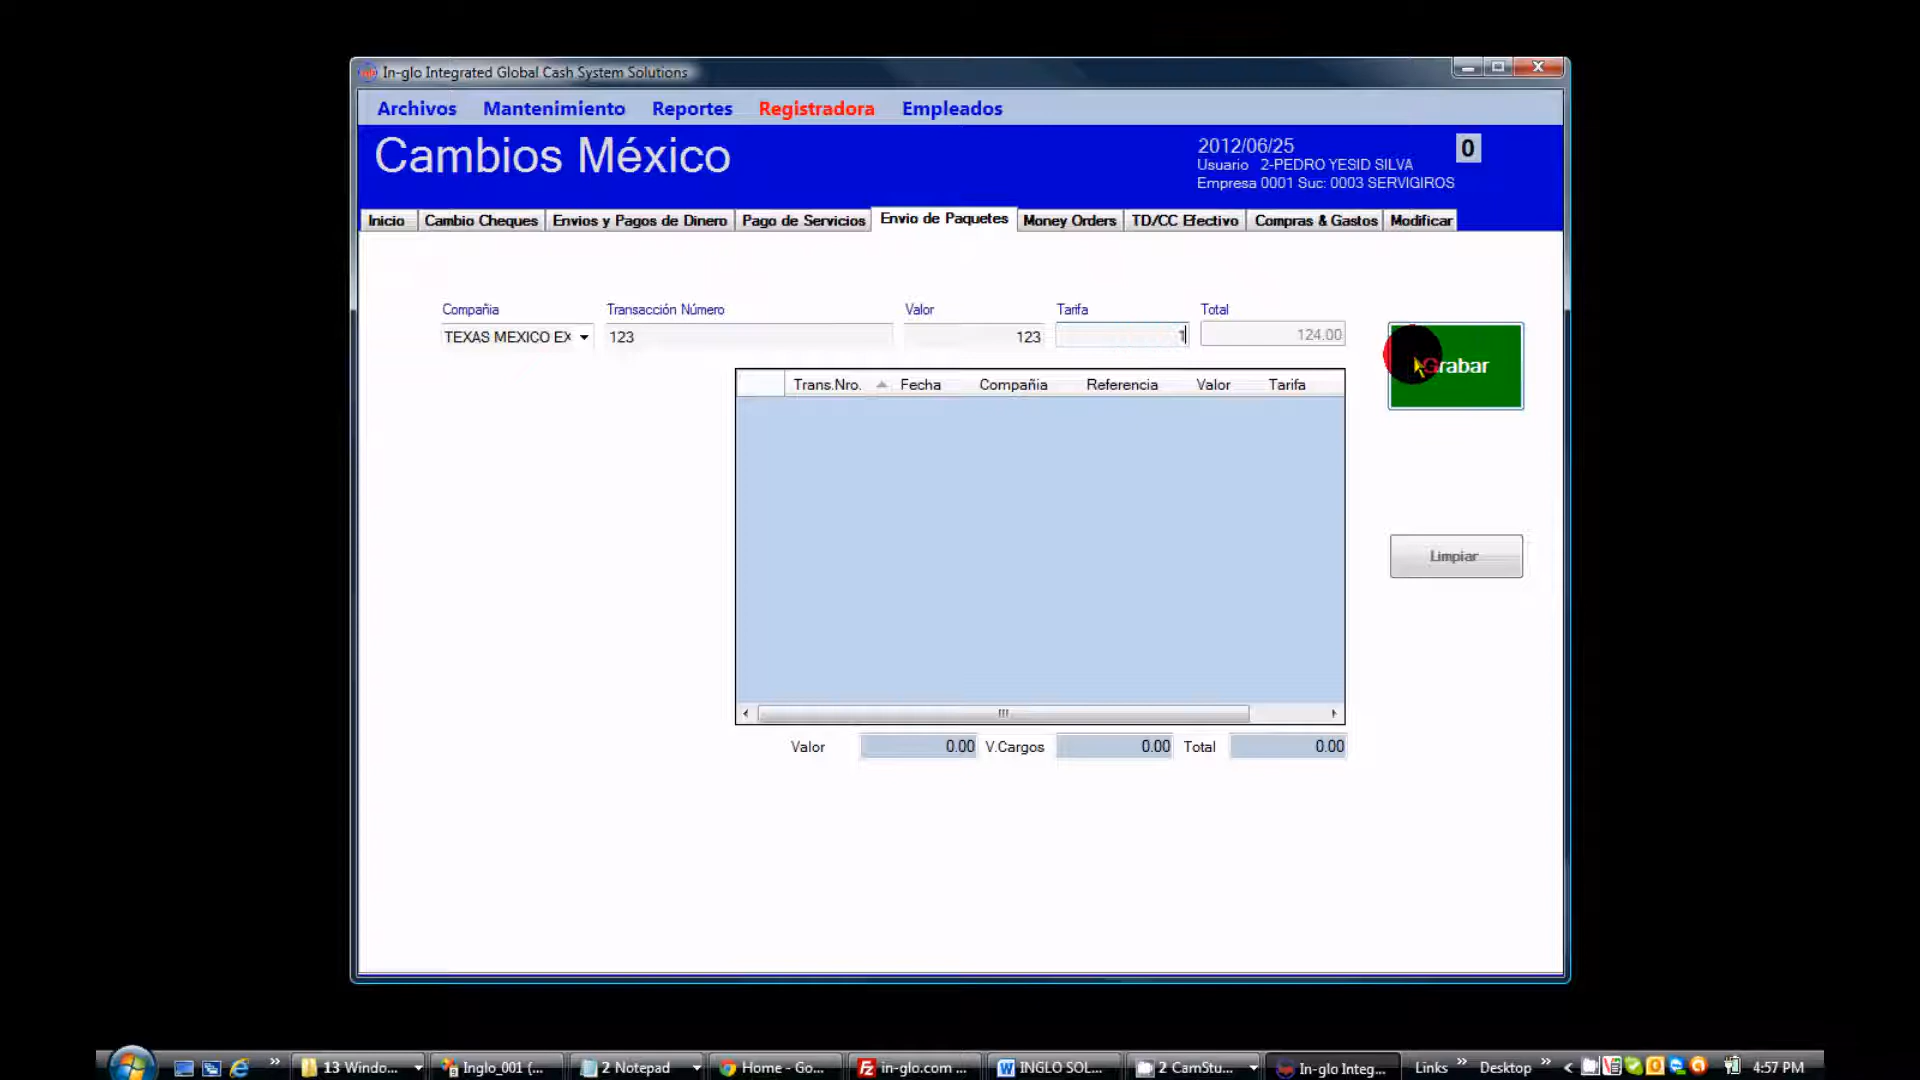 In-glo Integrated Global Cash System Solutions
Archivos Mantenimiento Reportes Registradora Empleados
Cambios México
2012/06/25
Usuario 2-PEDRO YESID SILVA
Empresa 0001 Suc: 0003 SERVIGIROS
0
Inicio Cambio Cheques Envios y Pagos de Dinero Pago de Servicios Envio de Paquetes Money Orders TD/CC Efectivo Compras & Gastos Modificar
Compañia Transacción Número Valor Tarifa Total
TEXAS MEXICO EX 123 123 1 124.00
Grabar
Trans.Nro. Fecha Compañia Referencia Valor Tarifa
Limpiar
Valor 0.00 V.Cargos 0.00 Total 0.00
13 Windo... Inglo_001 (... 2 Notepad Home - Go... in-glo.com ... INGLO SOL... 2 CamStu... In-glo Integ... Links Desktop 4:57 PM